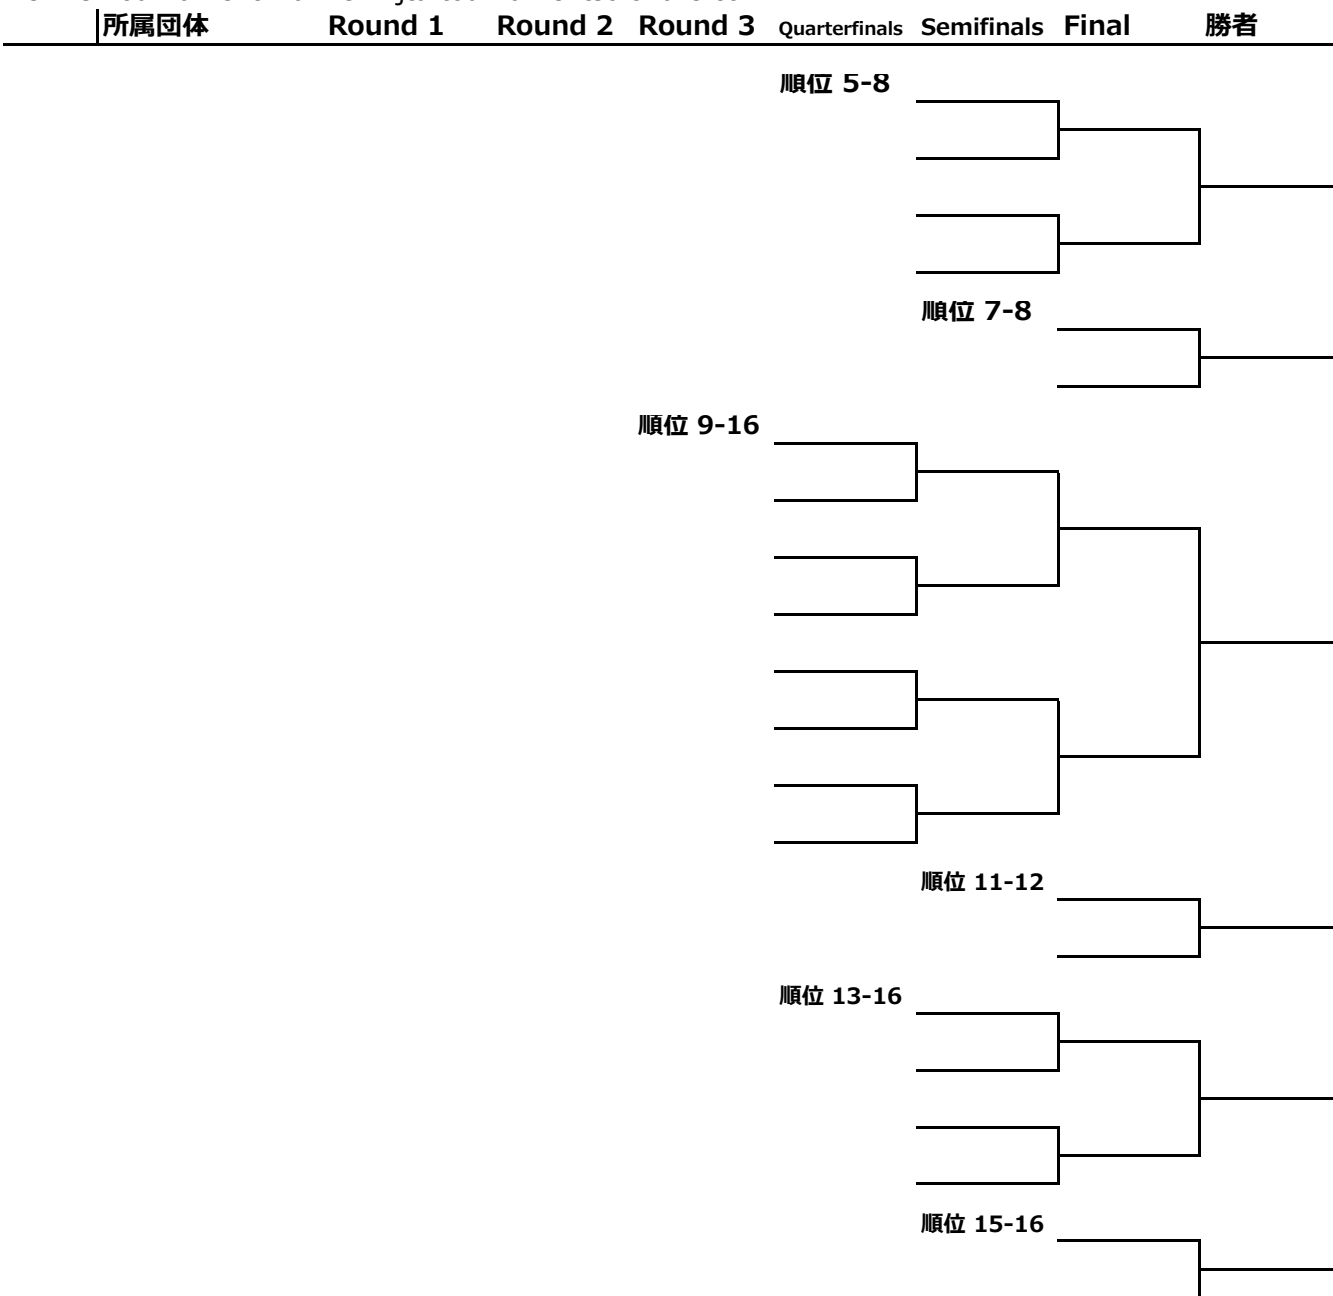 所属団体 Round 1 Round 2 Round 3 Quarterfinals Semifinals Final 勝者
順位 5-8
順位 7-8
順位 9-16
順位 11-12
順位 13-16
順位 15-16